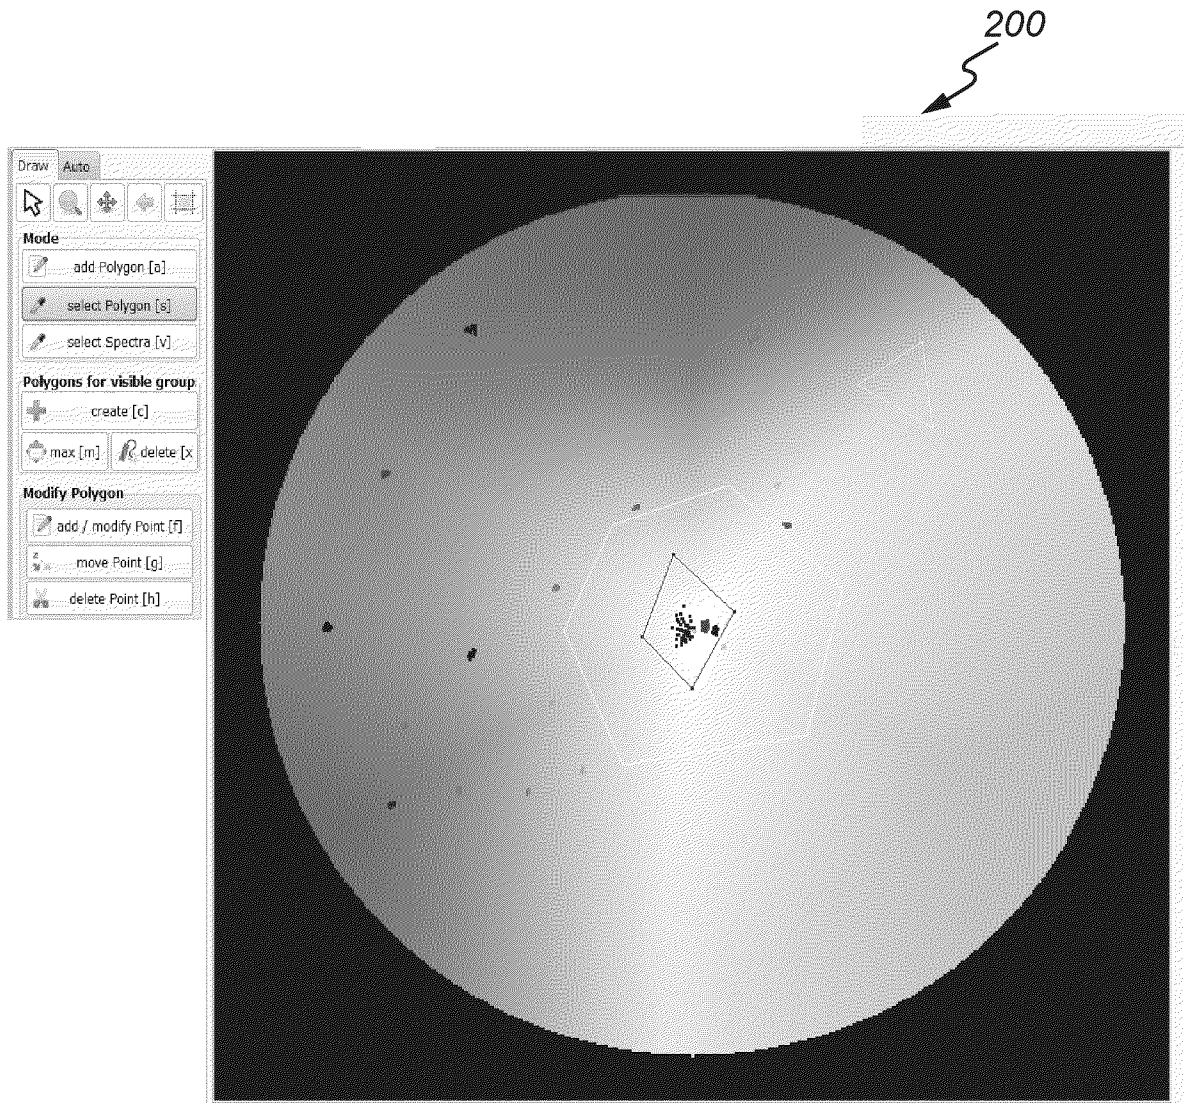 200
Draw Auto
Mode
add Polygon [a]
select Polygon [s]
select Spectra [v]
Polygons for visible group
create [c]
max [m] delete [x
Modify Polygon
add / modify Point [f]
move Point [g]
delete Point [h]